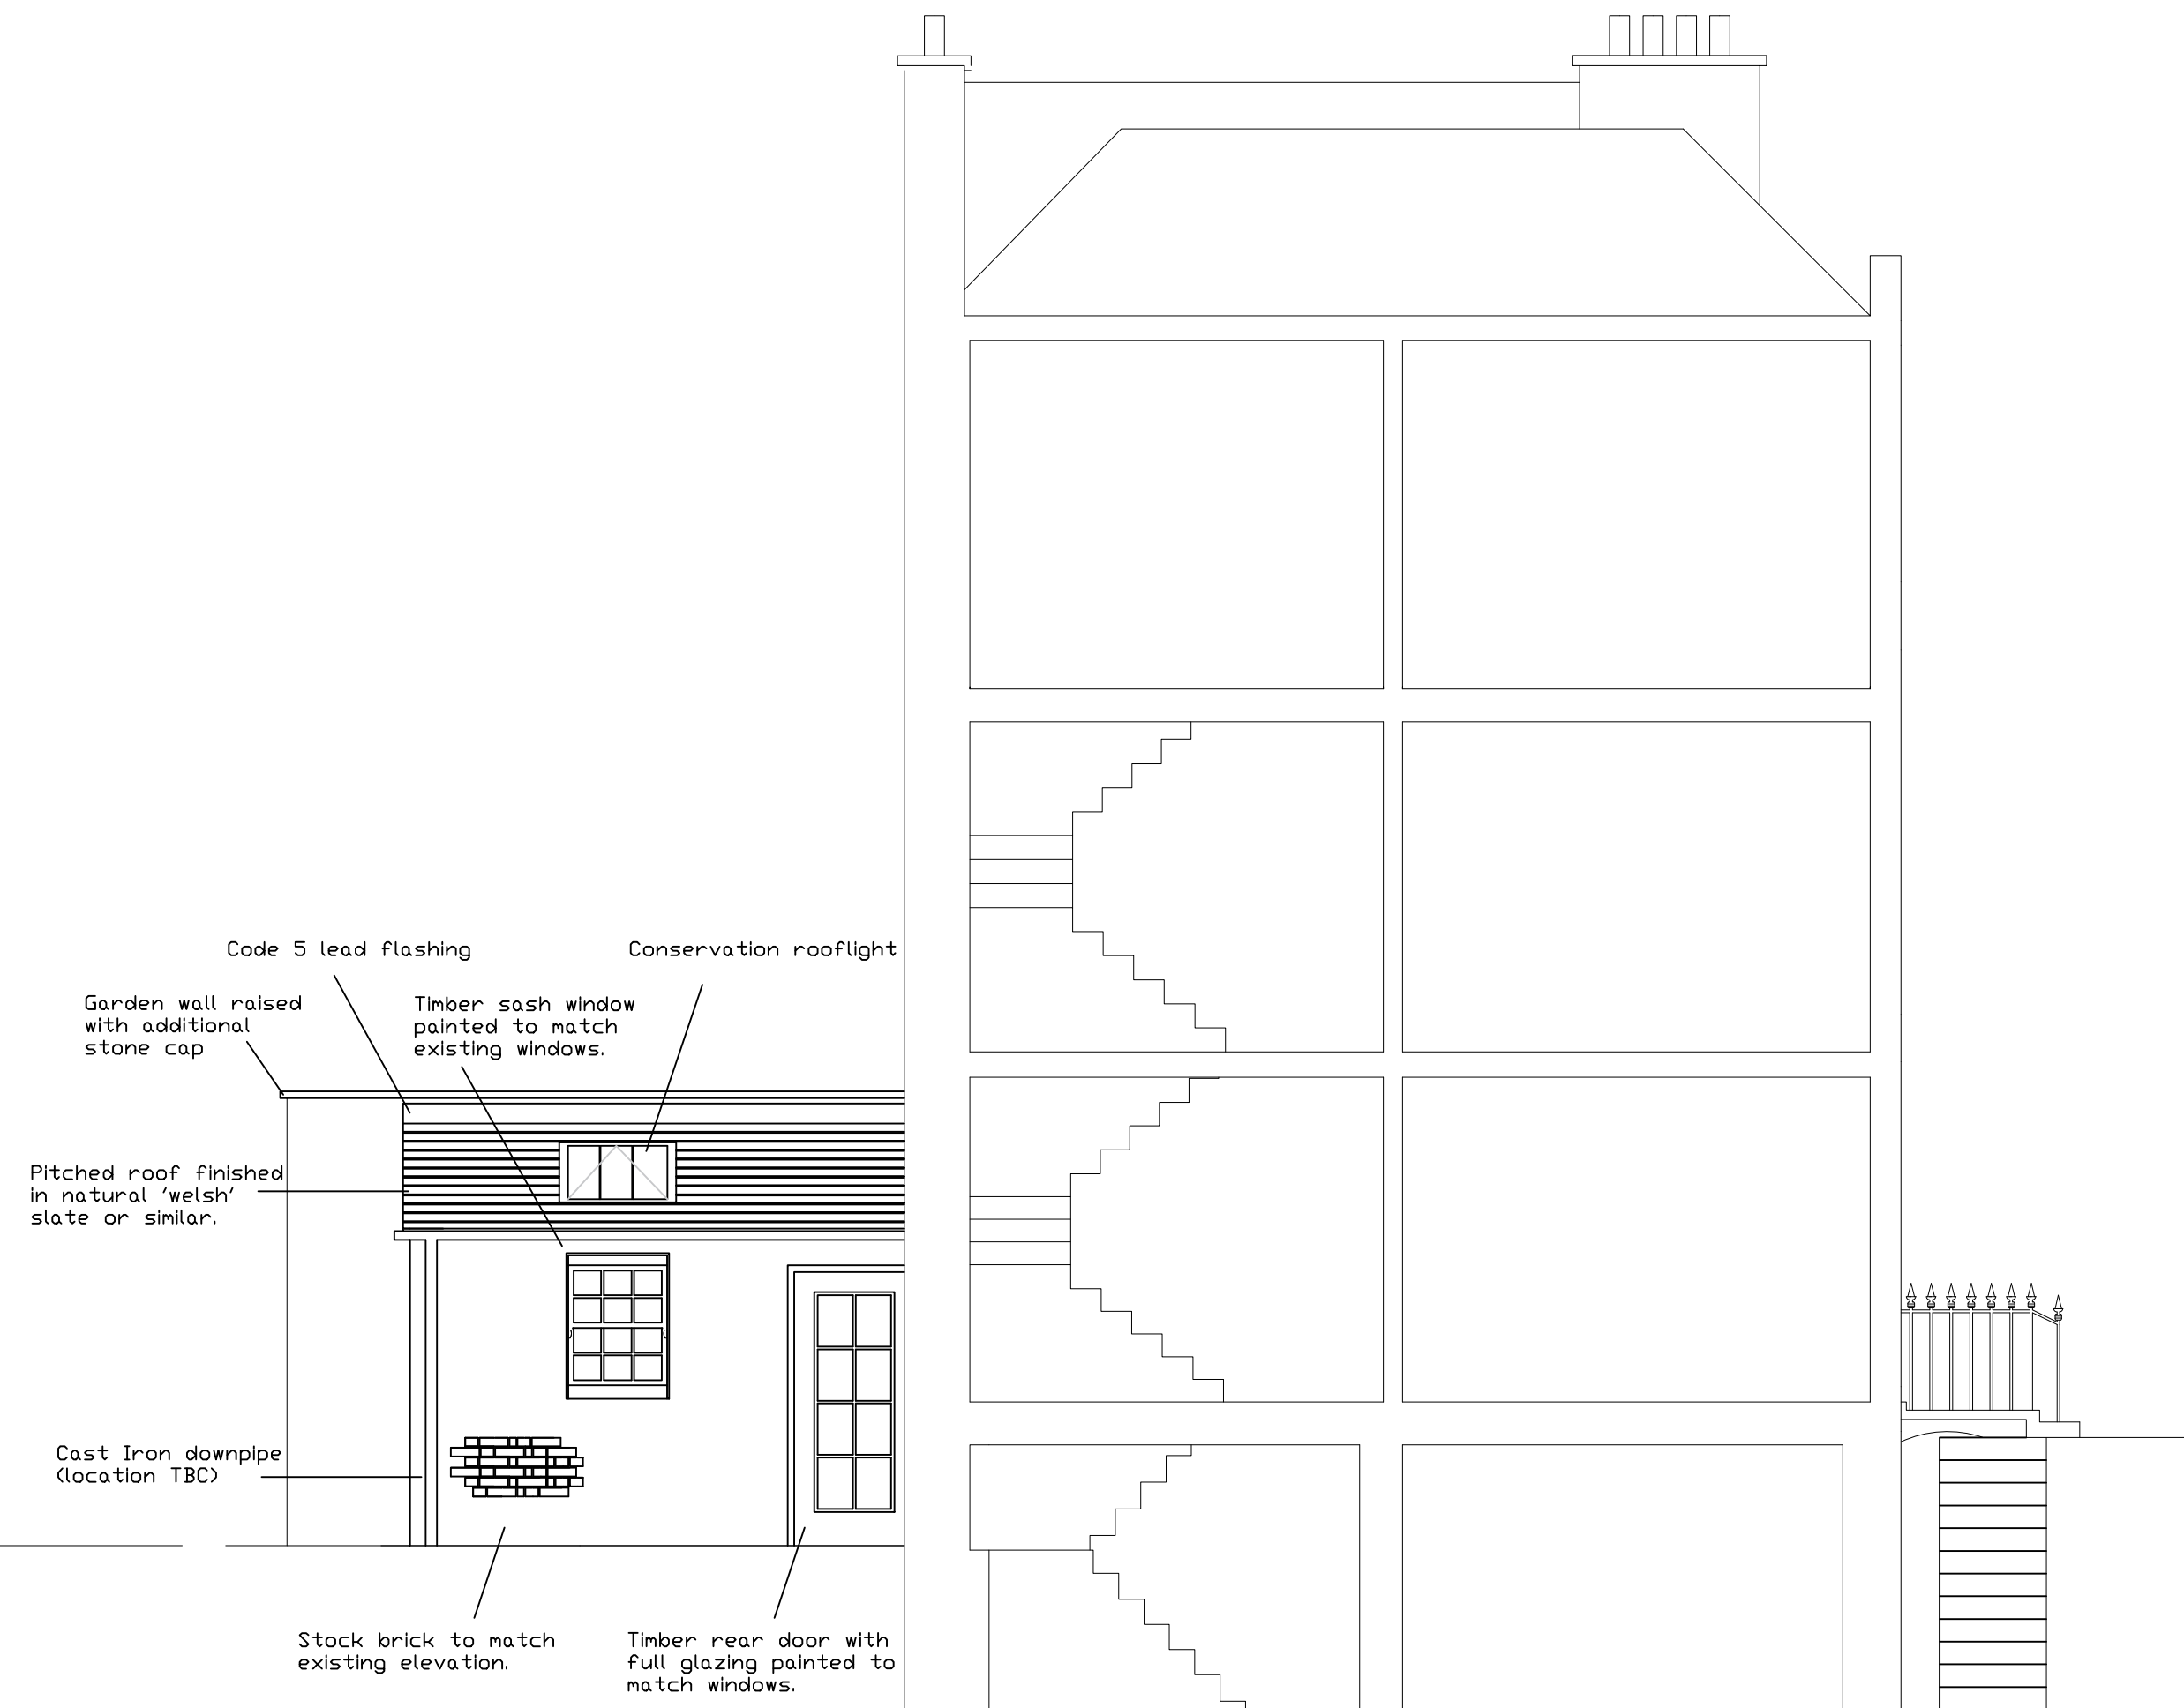 Code 5 lead flashing
Conservation rooflight
Garden wall raised
with additional
stone cap
Timber sash window
painted to match
existing windows.
Pitched roof finished
in natural 'welsh'
slate or similar.
Cast Iron downpipe
(location TBC)
Stock brick to match
existing elevation.
Timber rear door with
full glazing painted to
match windows.